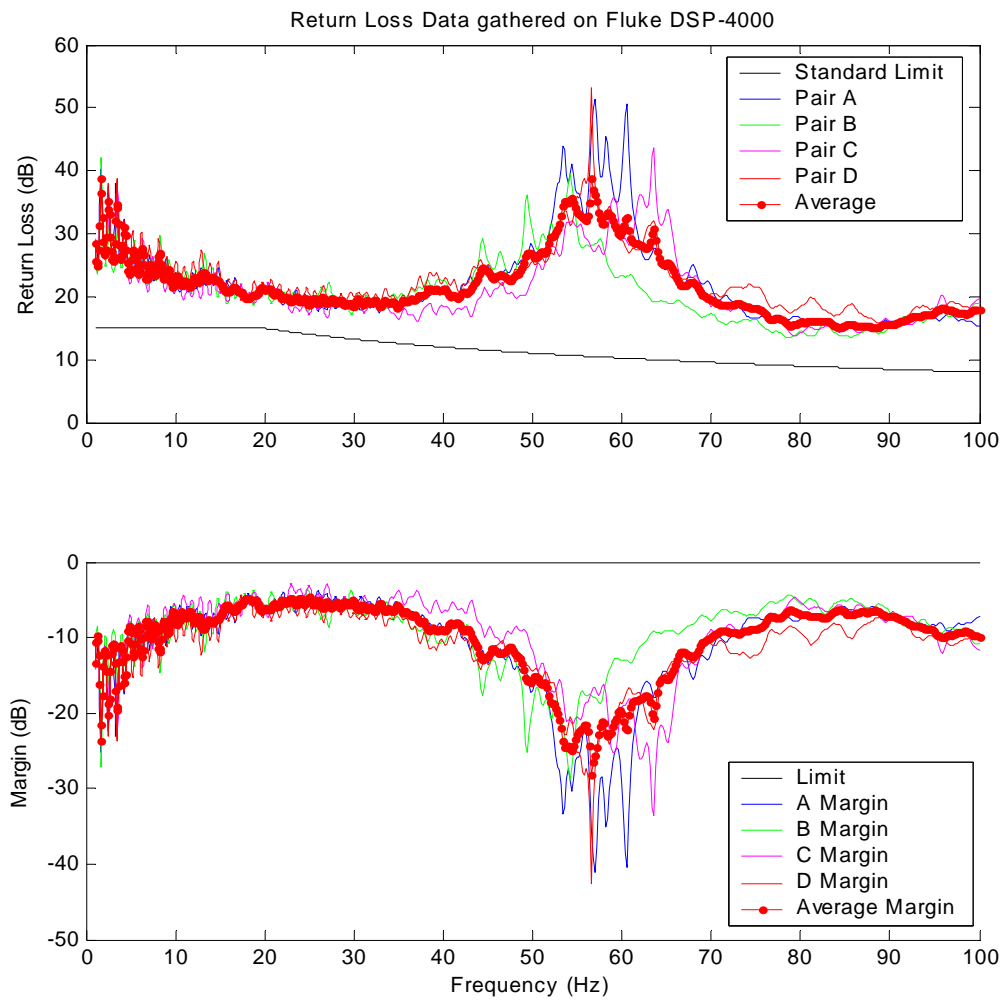 Return Loss Data gathered on Fluke DSP-4000
60
50
40
30
20
10
0
Return Loss (dB)
Standard Limit
Pair A
Pair B
Pair C
Pair D
Average
0 10 20 30 40 50 60 70 80 90 100
0
-10
-20
-30
-40
-50
Margin (dB)
Limit
A Margin
B Margin
C Margin
D Margin
Average Margin
0 10 20 30 40 50 60 70 80 90 100
Frequency (Hz)